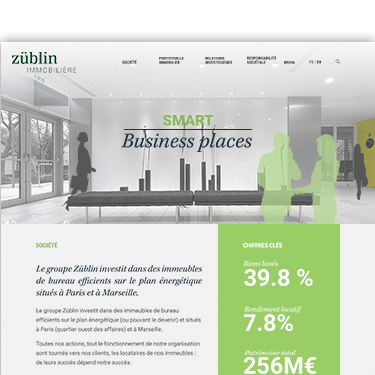 züblin
IMMOBILIÈRE
SOCIÉTÉ
PORTEFEUILLE
IMMOBILIER
RELATIONS
INVESTISSEURS
RESPONSABILITÉ
SOCIÉTALE
MEDIA
FR / EN
SMART
Business places
SOCIÉTÉ
Le groupe Züblin investit dans des immeubles
de bureau efficients sur le plan énergétique
situés à Paris et à Marseille.
Le groupe Züblin investit dans des immeubles de bureau
efficients sur le plan énergétique (ou pouvant le devenir) et situés
à Paris (quartier ouest des affaires) et à Marseille.
Toutes nos actions, tout le fonctionnement de notre organisation
sont tournés vers nos clients, les locataires de nos immeubles :
de leurs succès dépend notre succès.
CHIFFRES CLÉS
Biens loués
39.8 %
Rendement locatif
7.8%
Patrimoine total
256M€